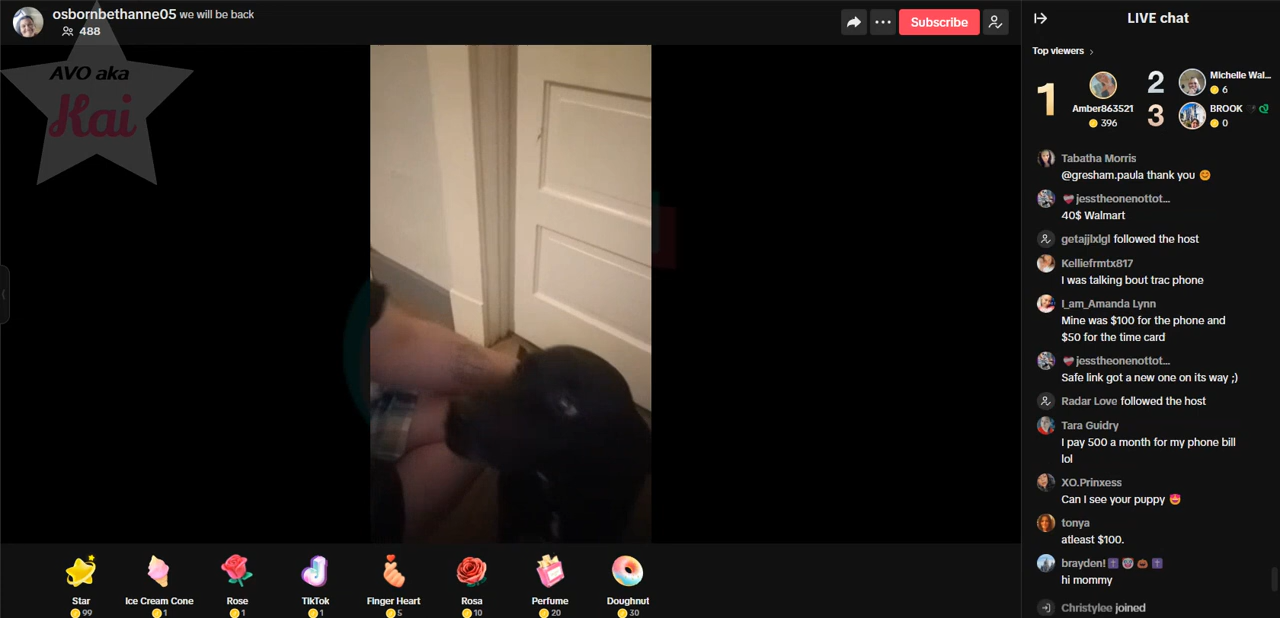 osbornbethanne05 we will be back
488
Subscribe
AVO aka
Kai
LIVE chat
Top viewers
1
Amber863521
396
2
Michelle Wal...
6
3
BROOK
0
Tabatha Morris
@gresham.paula thank you
jesstheonenottot...
40$ Walmart
getajjlxlgl followed the host
Kelliefrmtx817
I was talking bout trac phone
I_am_Amanda Lynn
Mine was $100 for the phone and
$50 for the time card
jesstheonenottot...
Safe link got a new one on its way ;)
Radar Love followed the host
Tara Guidry
I pay 500 a month for my phone bill
lol
XO.Prinxess
Can I see your puppy
tonya
atleast $100.
brayden!
hi mommy
Christylee joined
Star
99
Ice Cream Cone
1
Rose
1
TikTok
1
Finger Heart
5
Rosa
10
Perfume
20
Doughnut
30